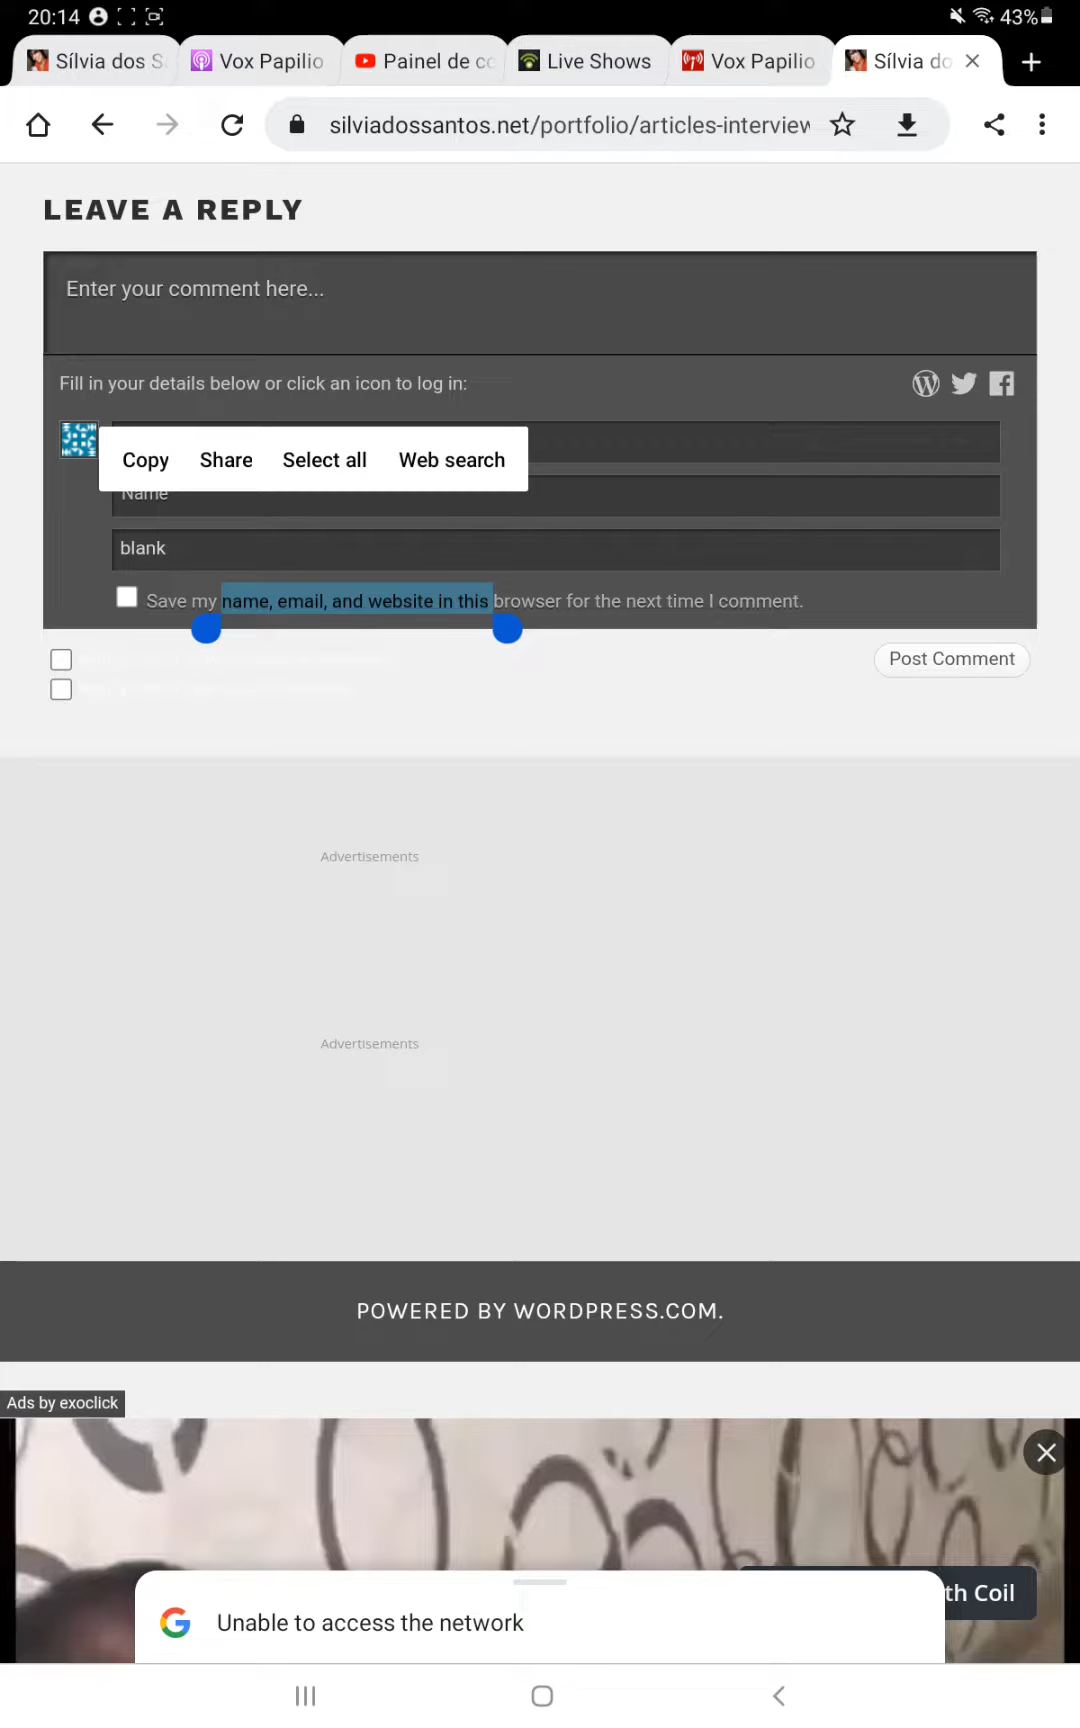 20:14
43%
Sílvia dos S
Vox Papilio
Painel de co
Live Shows
Vox Papilio
Sílvia do
silviadossantos.net/portfolio/articles-interview
LEAVE A REPLY
Enter your comment here...
Fill in your details below or click an icon to log in:
Copy Share Select all Web search
Name
blank
Save my name, email, and website in this browser for the next time I comment.
Post Comment
Advertisements
Advertisements
POWERED BY WORDPRESS.COM.
Ads by exoclick
th Coil
Unable to access the network